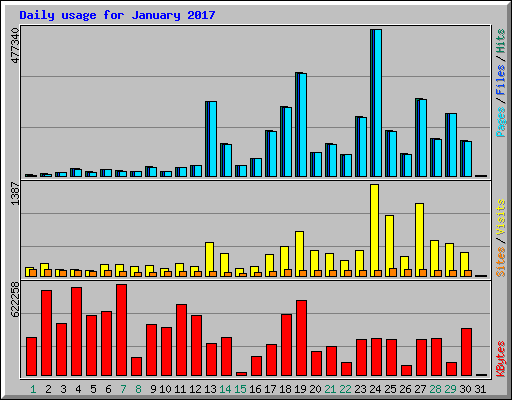 Daily usage for January 2017
477340
Pages / Files / Hits
1387
Sites / Visits
622258
KBytes
1 2 3 4 5 6 7 8 9 10 11 12 13 14 15 16 17 18 19 20 21 22 23 24 25 26 27 28 29 30 31